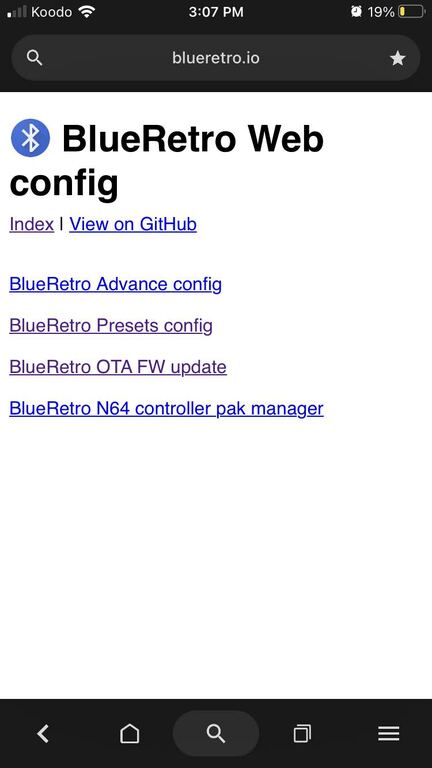 Koodo 3:07 PM 19%
blueretro.io
BlueRetro Web
config
Index | View on GitHub
BlueRetro Advance config
BlueRetro Presets config
BlueRetro OTA FW update
BlueRetro N64 controller pak manager